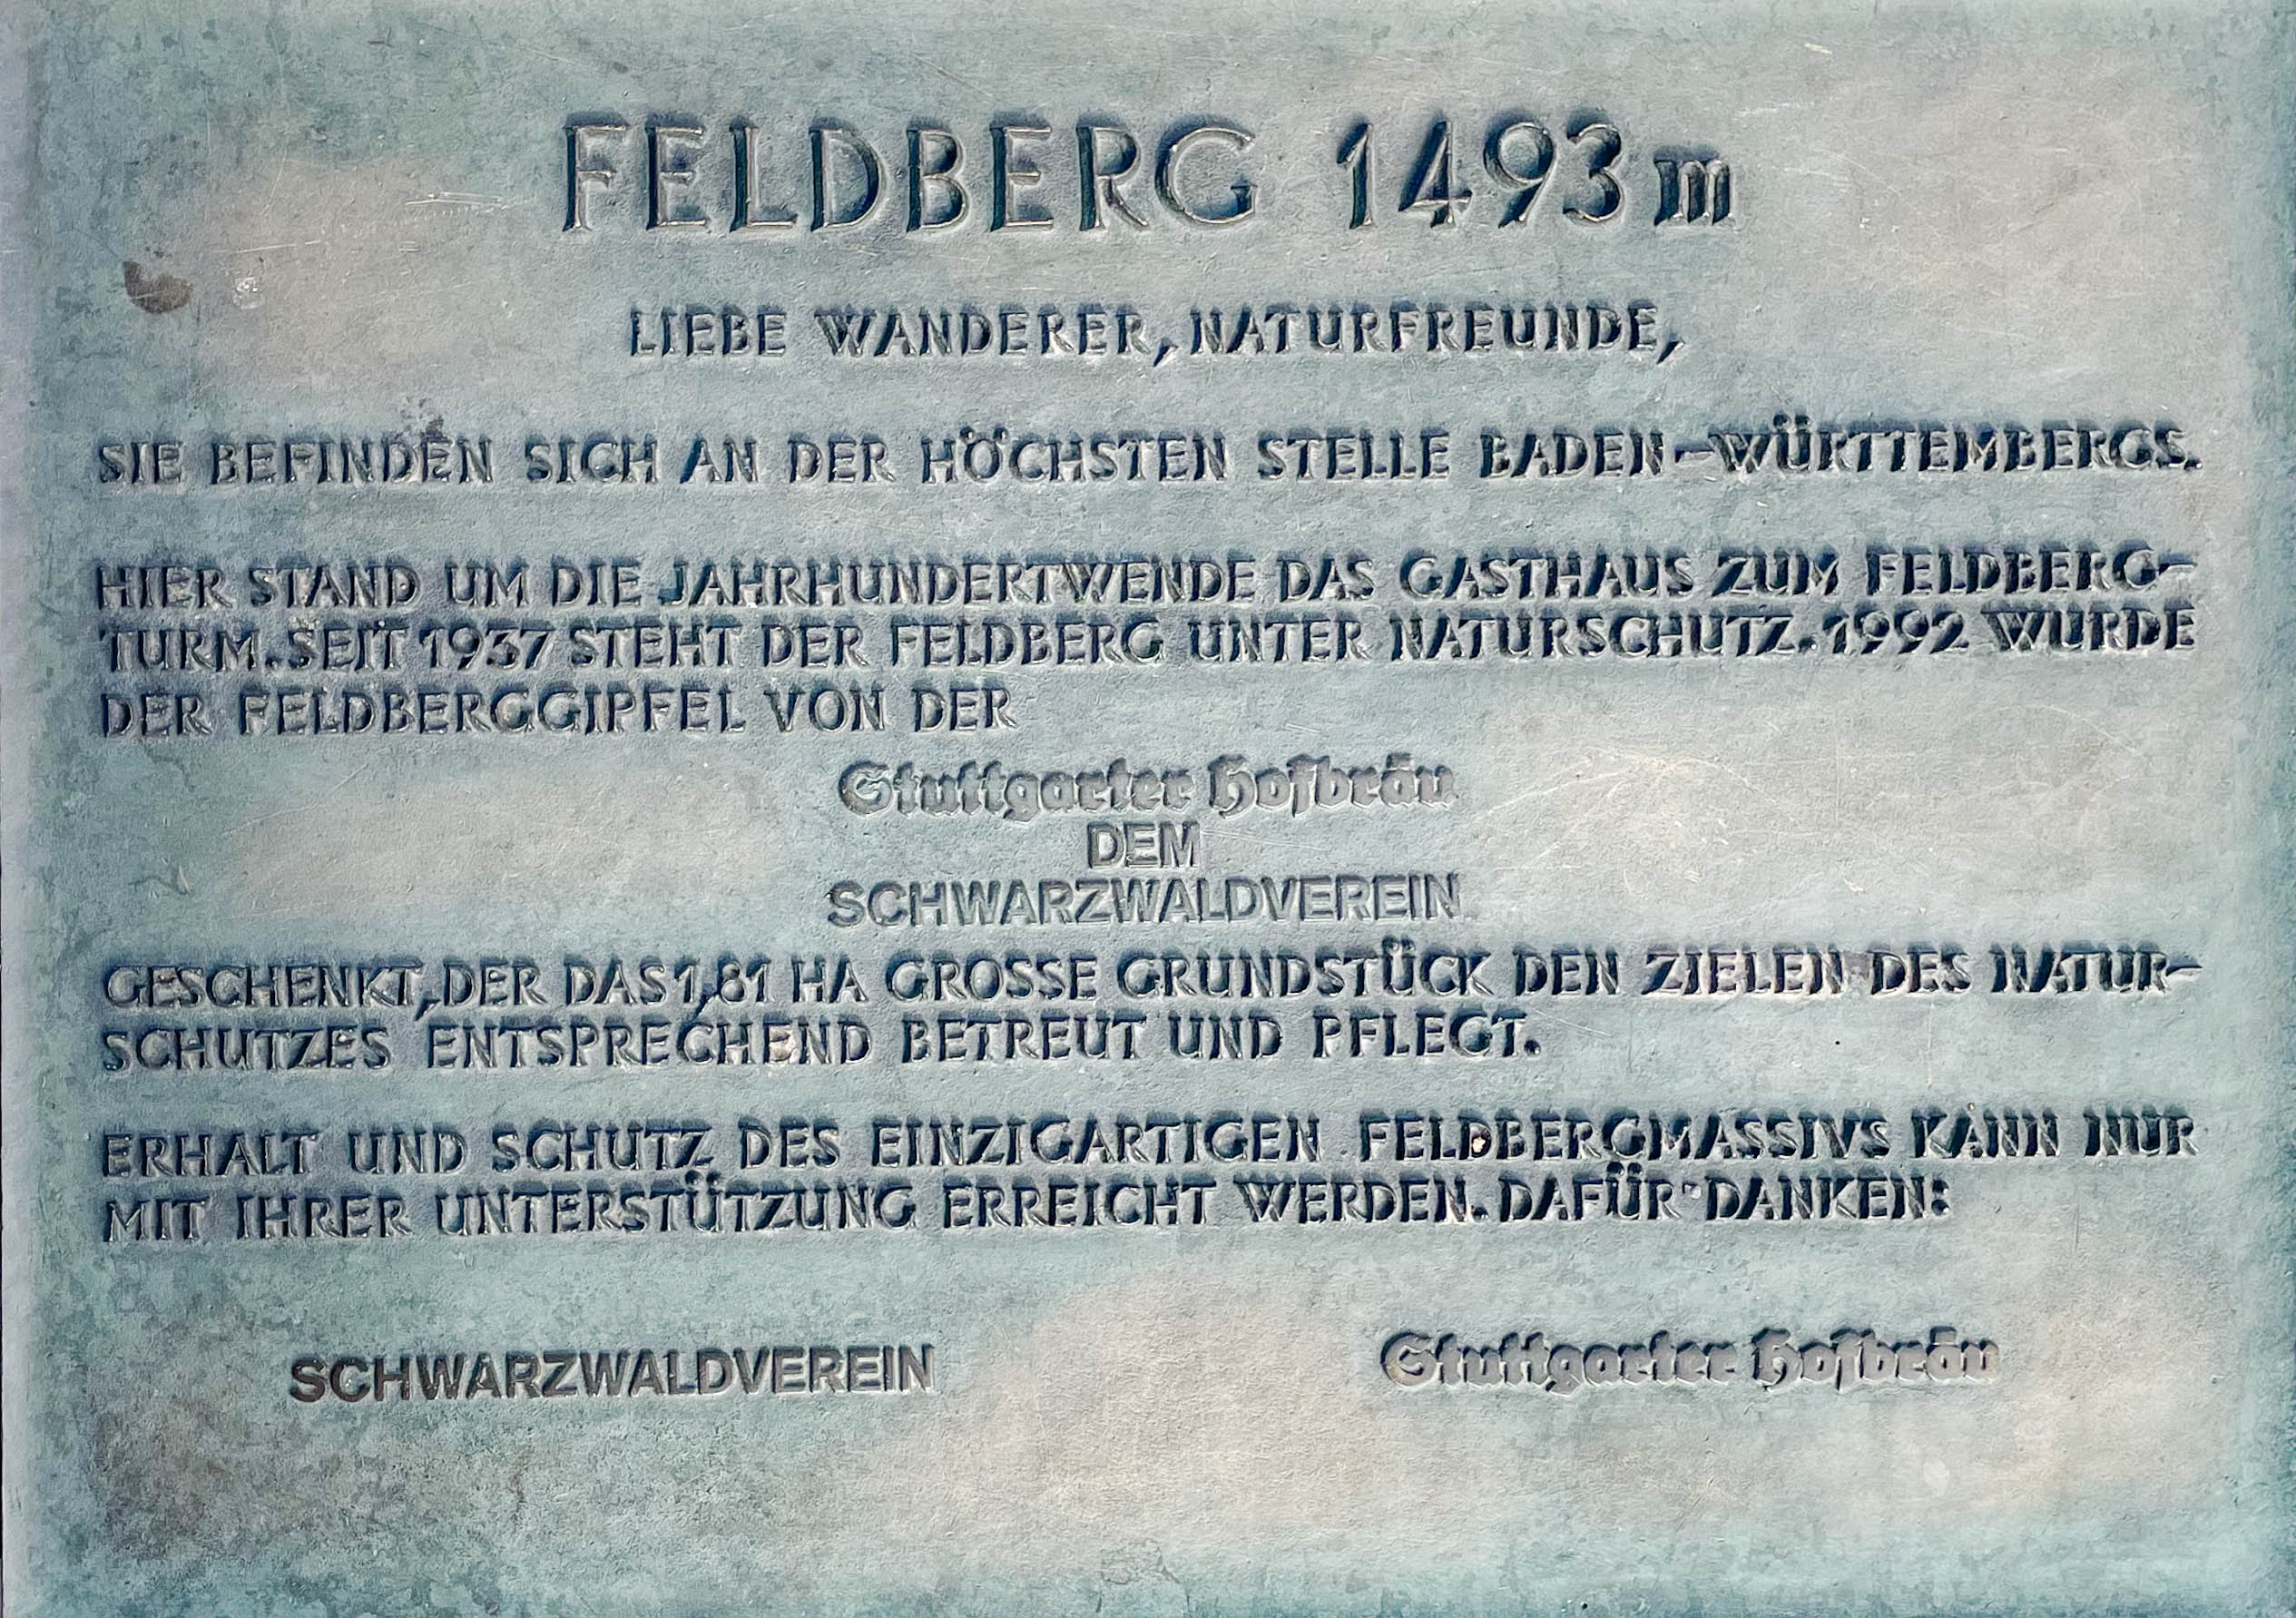 FELDBERG 1493 m
LIEBE WANDERER, NATURFREUNDE,
SIE BEFINDEN SICH AN DER HÖCHSTEN STELLE BADEN-WÜRTTEMBERGS.
HIER STAND UM DIE JAHRHUNDERTWENDE DAS GASTHAUS ZUM FELDBERG-
TURM. SEIT 1937 STEHT DER FELDBERG UNTER NATURSCHUTZ. 1992 WURDE
DER FELDBERGGIPFEL VON DER
Stuttgarter Hofbräu
DEM
SCHWARZWALDVEREIN
GESCHENKT, DER DAS 1,81 HA GROSSE GRUNDSTÜCK DEN ZIELEN DES NATUR-
SCHUTZES ENTSPRECHEND BETREUT UND PFLEGT.
ERHALT UND SCHUTZ DES EINZIGARTIGEN FELDBERGMASSIVS KANN NUR
MIT IHRER UNTERSTÜTZUNG ERREICHT WERDEN. DAFÜR DANKEN:
SCHWARZWALDVEREIN Stuttgarter Hofbräu